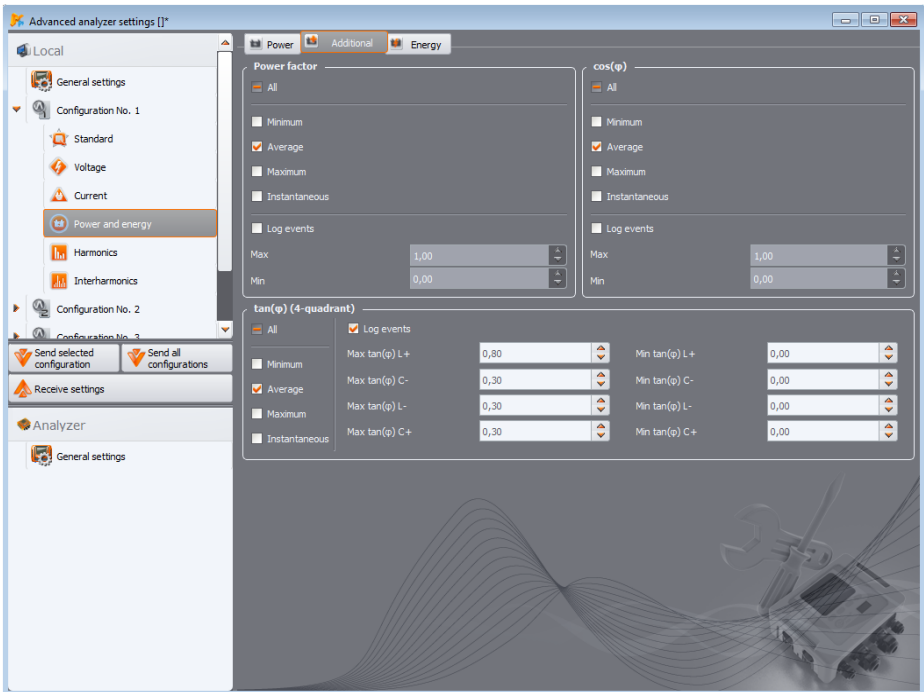 Advanced analyzer settings []*
Local
General settings
Configuration No. 1
Standard
Voltage
Current
Power and energy
Harmonics
Interharmonics
Configuration No. 2
Configuration No. 3
Send selected configuration
Send all configurations
Receive settings
Analyzer
General settings
Power Additional Energy
Power factor
All
Minimum
Average
Maximum
Instantaneous
Log events
Max 1,00
Min 0,00
cos(φ)
All
Minimum
Average
Maximum
Instantaneous
Log events
Max 1,00
Min 0,00
tan(φ) (4-quadrant)
All
Minimum
Average
Maximum
Instantaneous
Log events
Max tan(φ) L+ 0,80 Min tan(φ) L+ 0,00
Max tan(φ) C- 0,30 Min tan(φ) C- 0,00
Max tan(φ) L- 0,30 Min tan(φ) L- 0,00
Max tan(φ) C+ 0,30 Min tan(φ) C+ 0,00